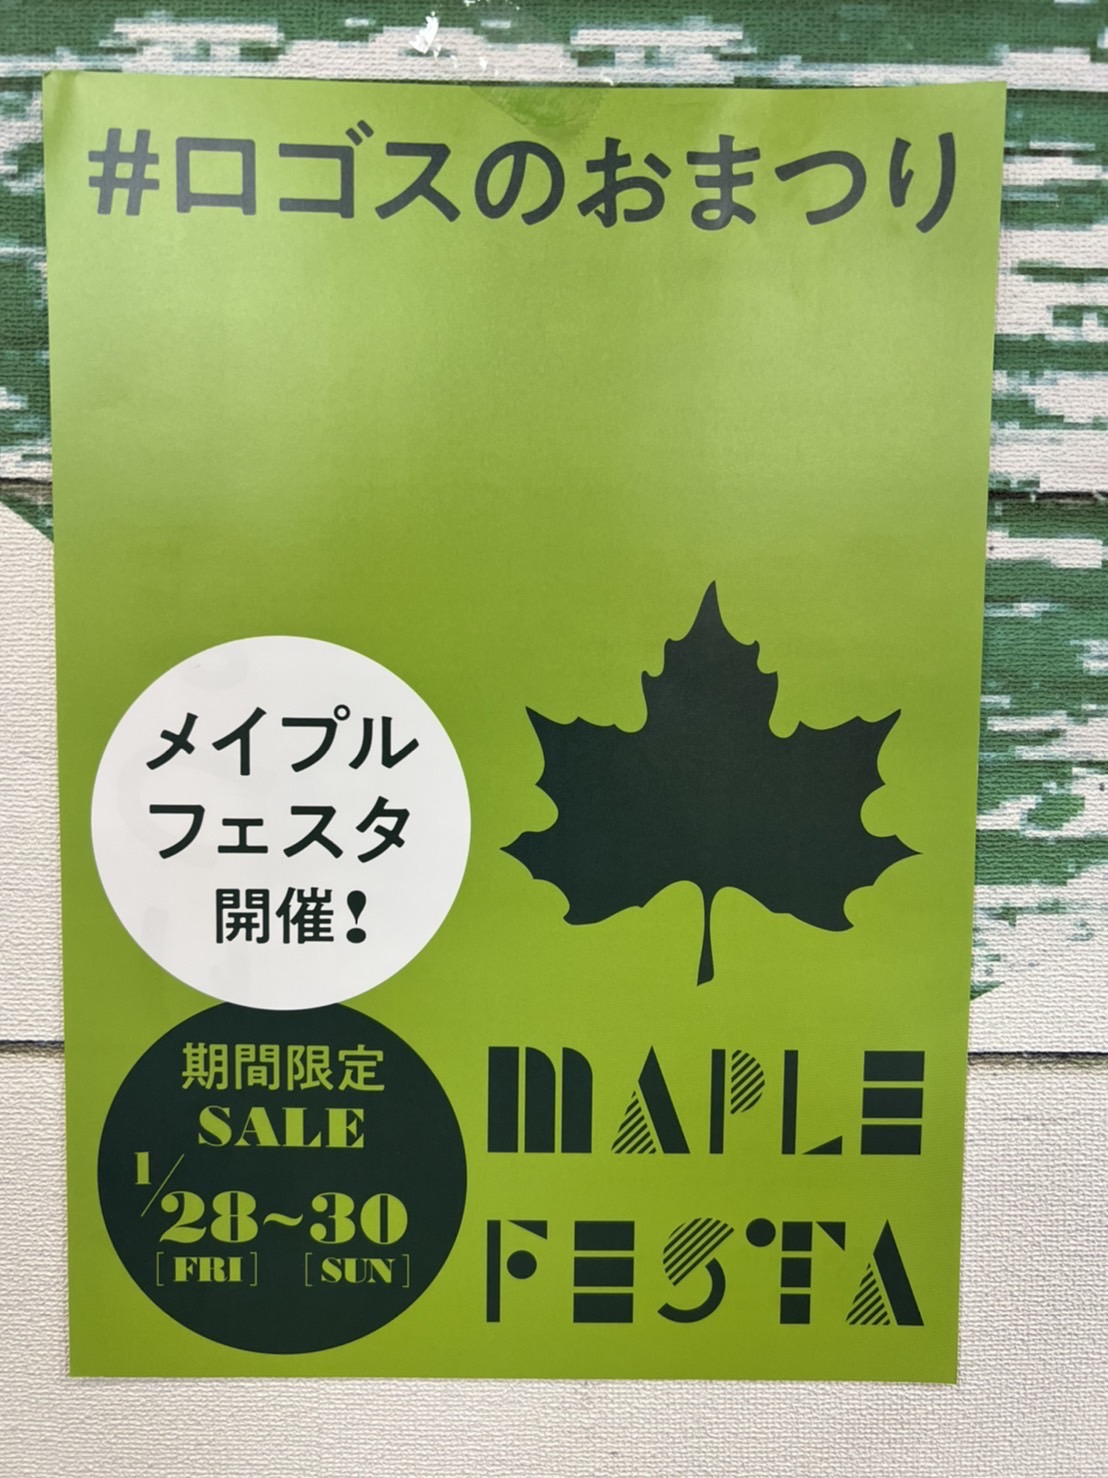 #ロゴスのおまつり
メイプル
フェスタ
開催!
期間限定
SALE
1/28~30
[FRI] [SUN]
MAPLE
FESTA